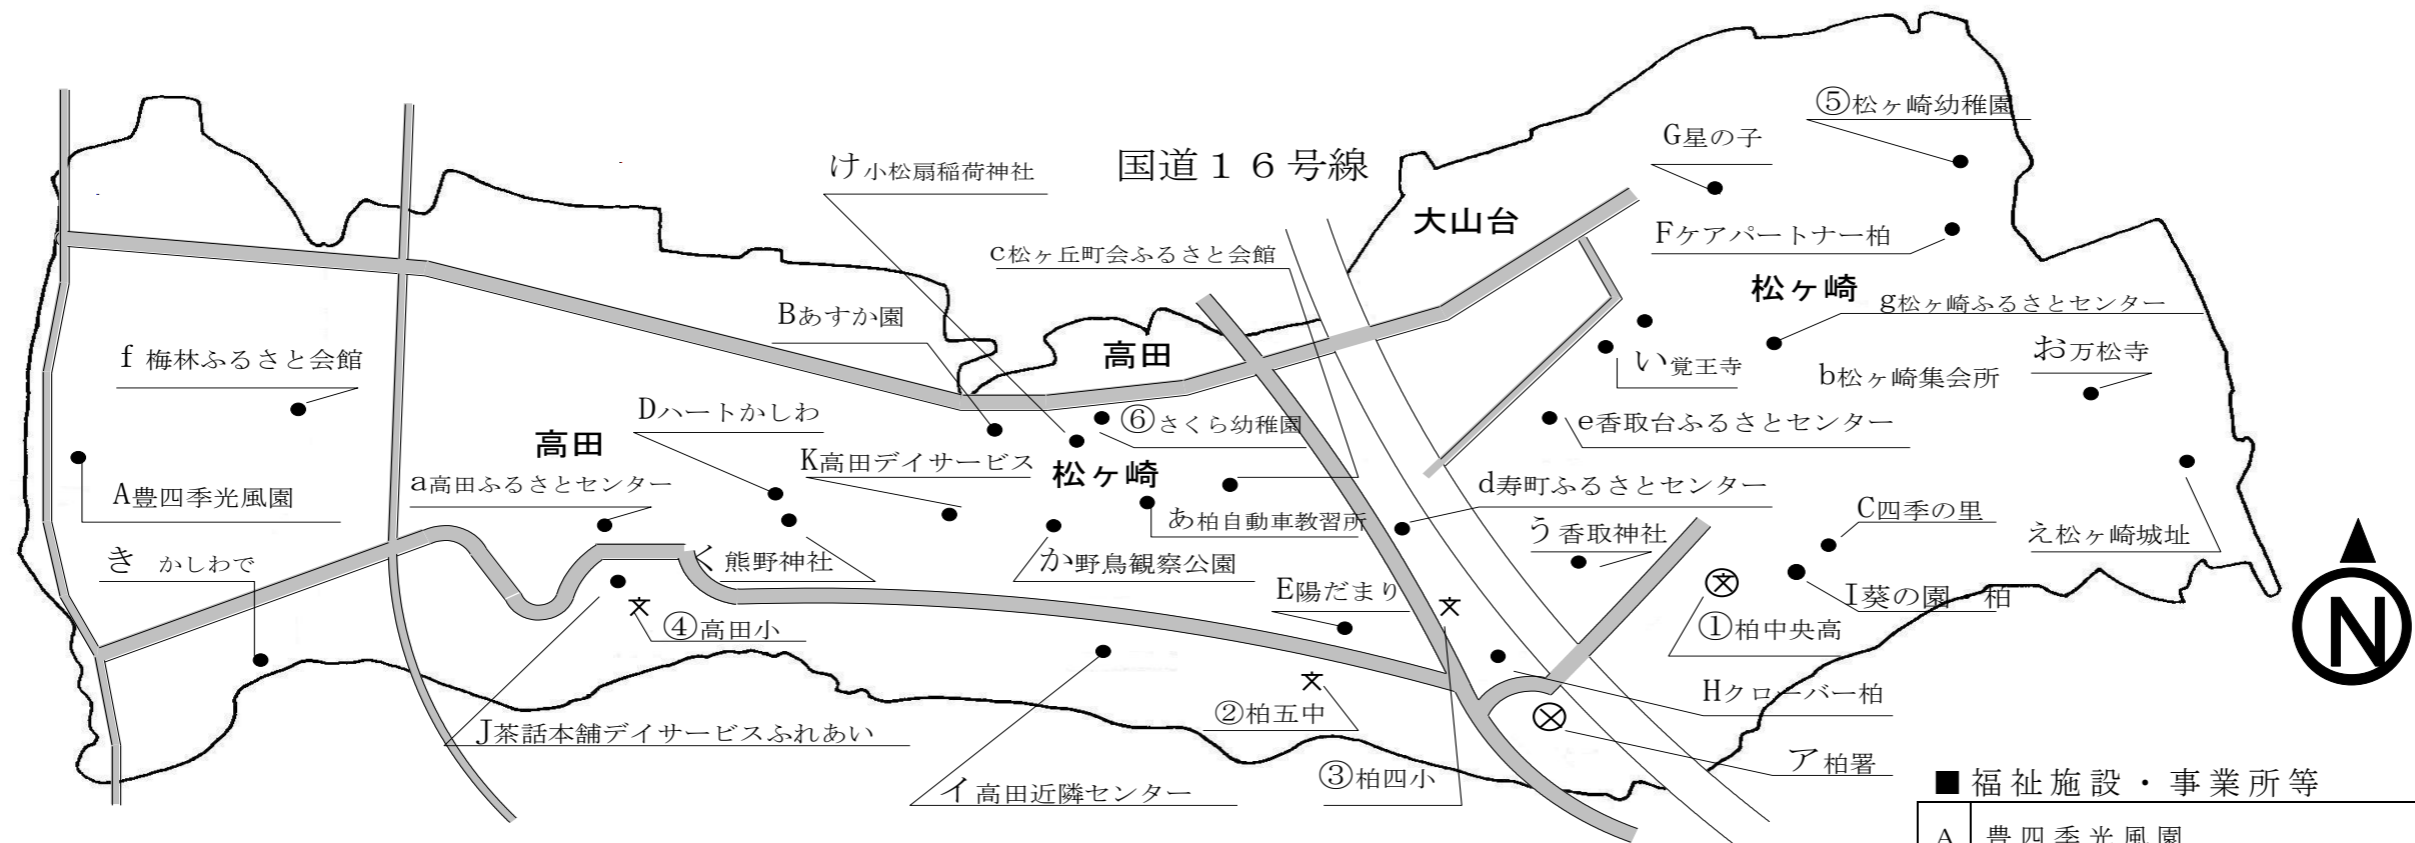 ⑤松ヶ崎幼稚園
G星の子
け小松扇稲荷神社
国道１６号線
大山台
Fケアパートナー柏
c松ヶ丘町会ふるさと会館
松ヶ崎
g松ヶ崎ふるさとセンター
Bあすか園
高田
f 梅林ふるさと会館
い覚王寺
お万松寺
b松ヶ崎集会所
Dハートかしわ
⑥さくら幼稚園
e香取台ふるさとセンター
高田
K高田デイサービス
松ヶ崎
a高田ふるさとセンター
d寿町ふるさとセンター
A豊四季光風園
C四季の里
あ柏自動車教習所
う香取神社
え松ヶ崎城址
き かしわで
く熊野神社
か野鳥観察公園
E陽だまり
文
I葵の園・柏
文
文
④高田小
①柏中央高
N
文
Hクローバー柏
②柏五中
J茶話本舗デイサービスふれあい
ア柏署
③柏四小
イ高田近隣センター
■福祉施設・事業所等
A 豊四季光風園